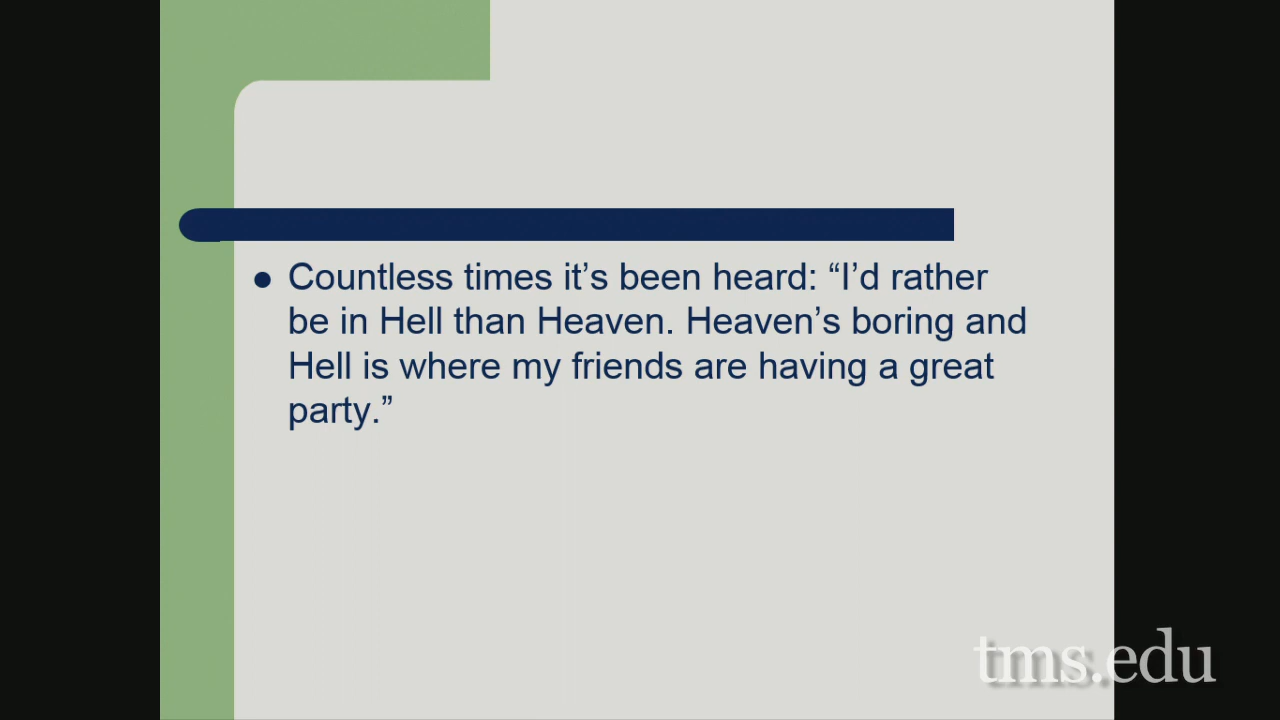 ● Countless times it’s been heard: “I’d rather
be in Hell than Heaven. Heaven’s boring and
Hell is where my friends are having a great
party.”
tms.edu